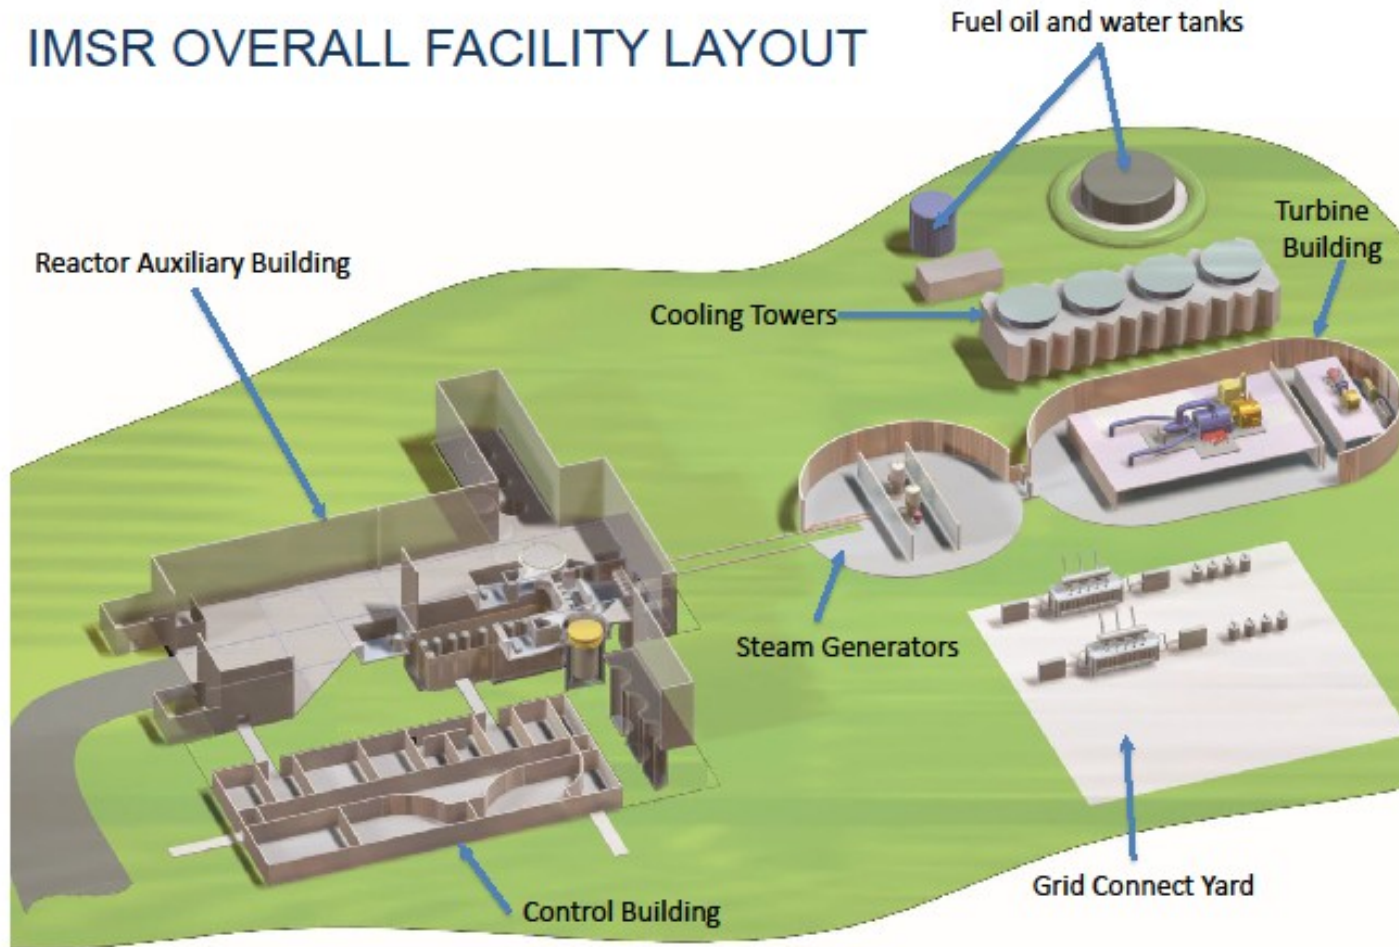 IMSR OVERALL FACILITY LAYOUT
Fuel oil and water tanks
Turbine
Building
Reactor Auxiliary Building
Cooling Towers
Steam Generators
Grid Connect Yard
Control Building